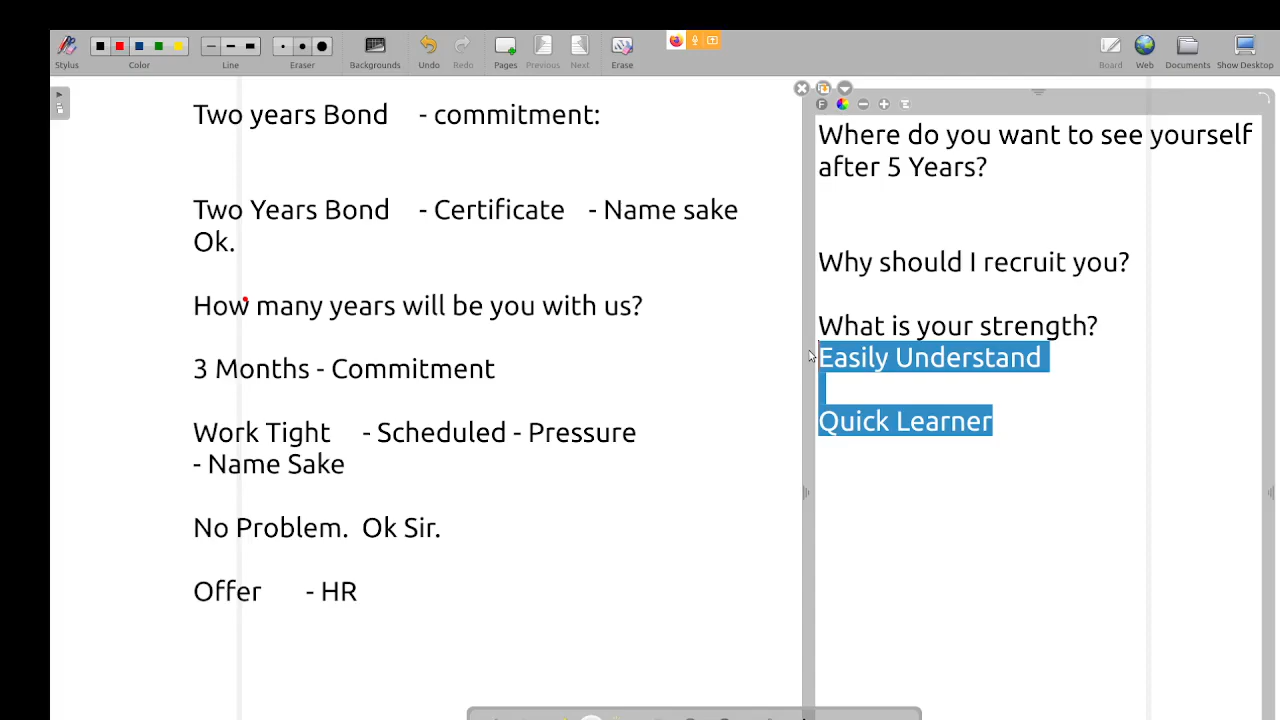 Stylus
Color
Line
Eraser
Backgrounds
Undo
Redo
Pages
Previous
Next
Erase
Board
Web
Documents
Show Desktop
Two years Bond - commitment:
Two Years Bond - Certificate - Name sake
Ok.
How many years will be you with us?
3 Months - Commitment
Work Tight - Scheduled - Pressure
- Name Sake
No Problem. Ok Sir.
Offer - HR
F
Where do you want to see yourself
after 5 Years?
Why should I recruit you?
What is your strength?
Easily Understand
Quick Learner